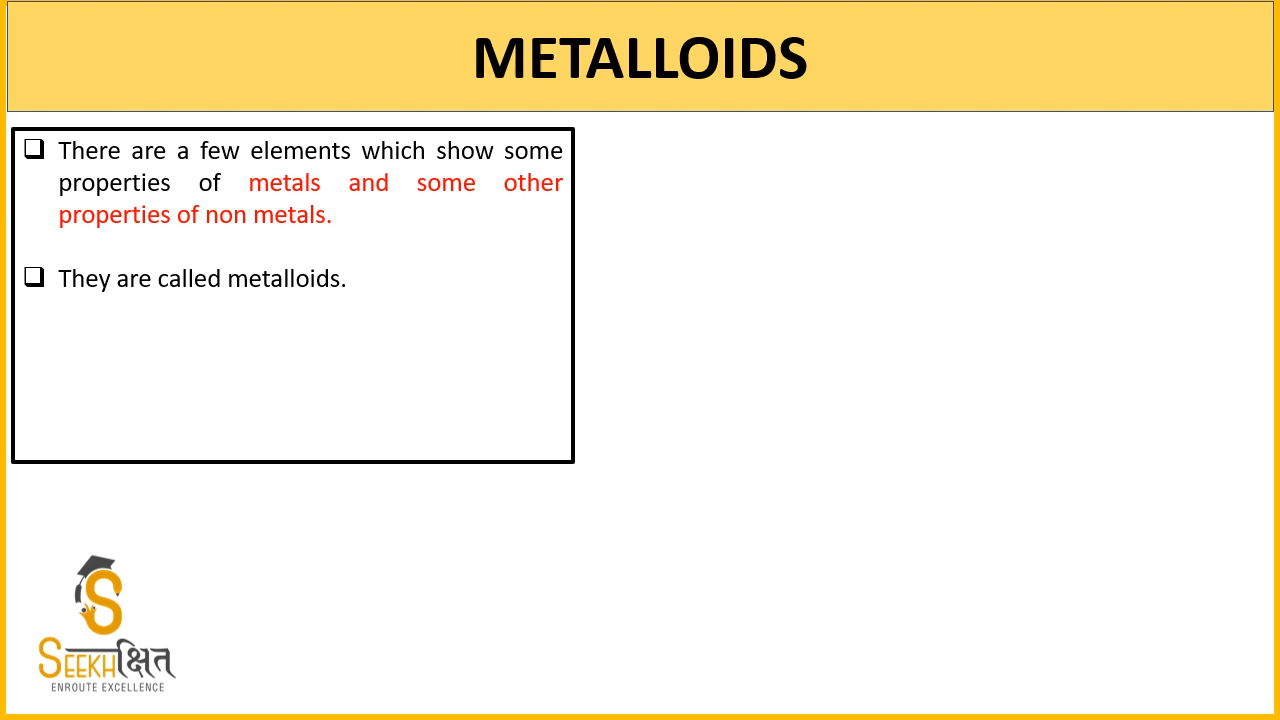 METALLOIDS
There are a few elements which show some
properties of metals and some other
properties of non metals.
They are called metalloids.
S
SEEKHक्षित
ENROUTE EXCELLENCE